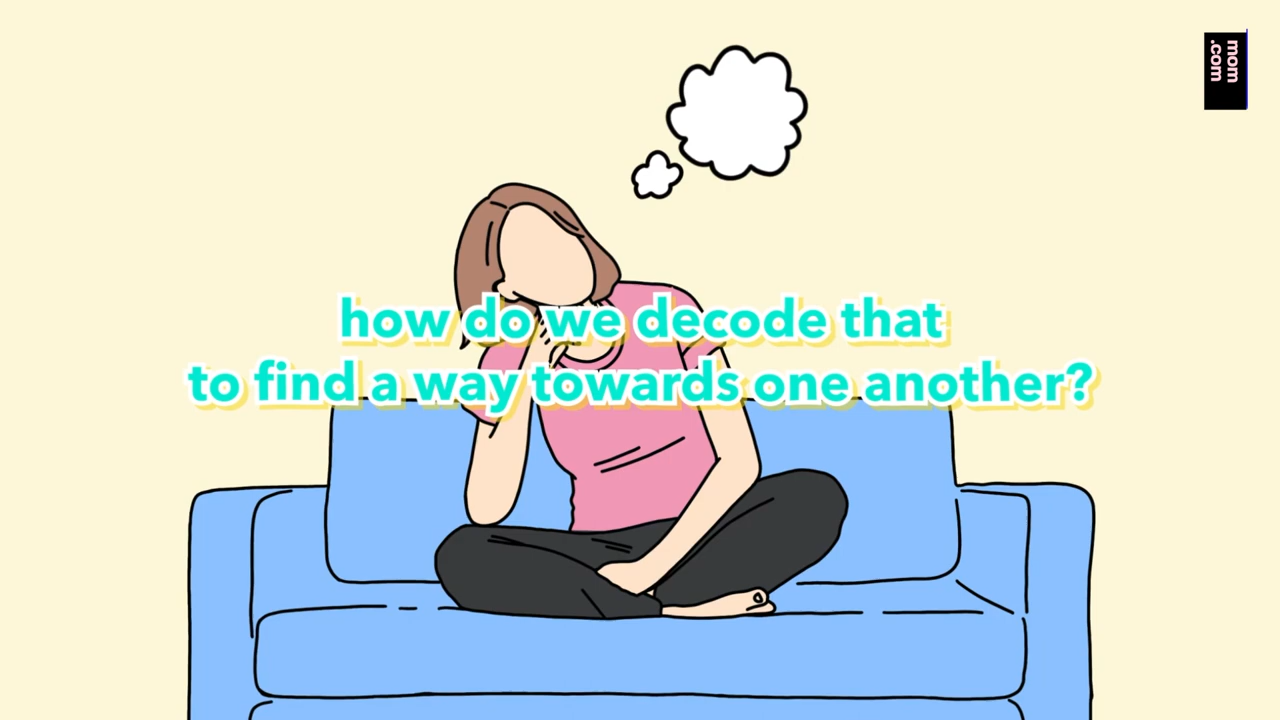 mom
.com
how do we decode that
to find a way towards one another?